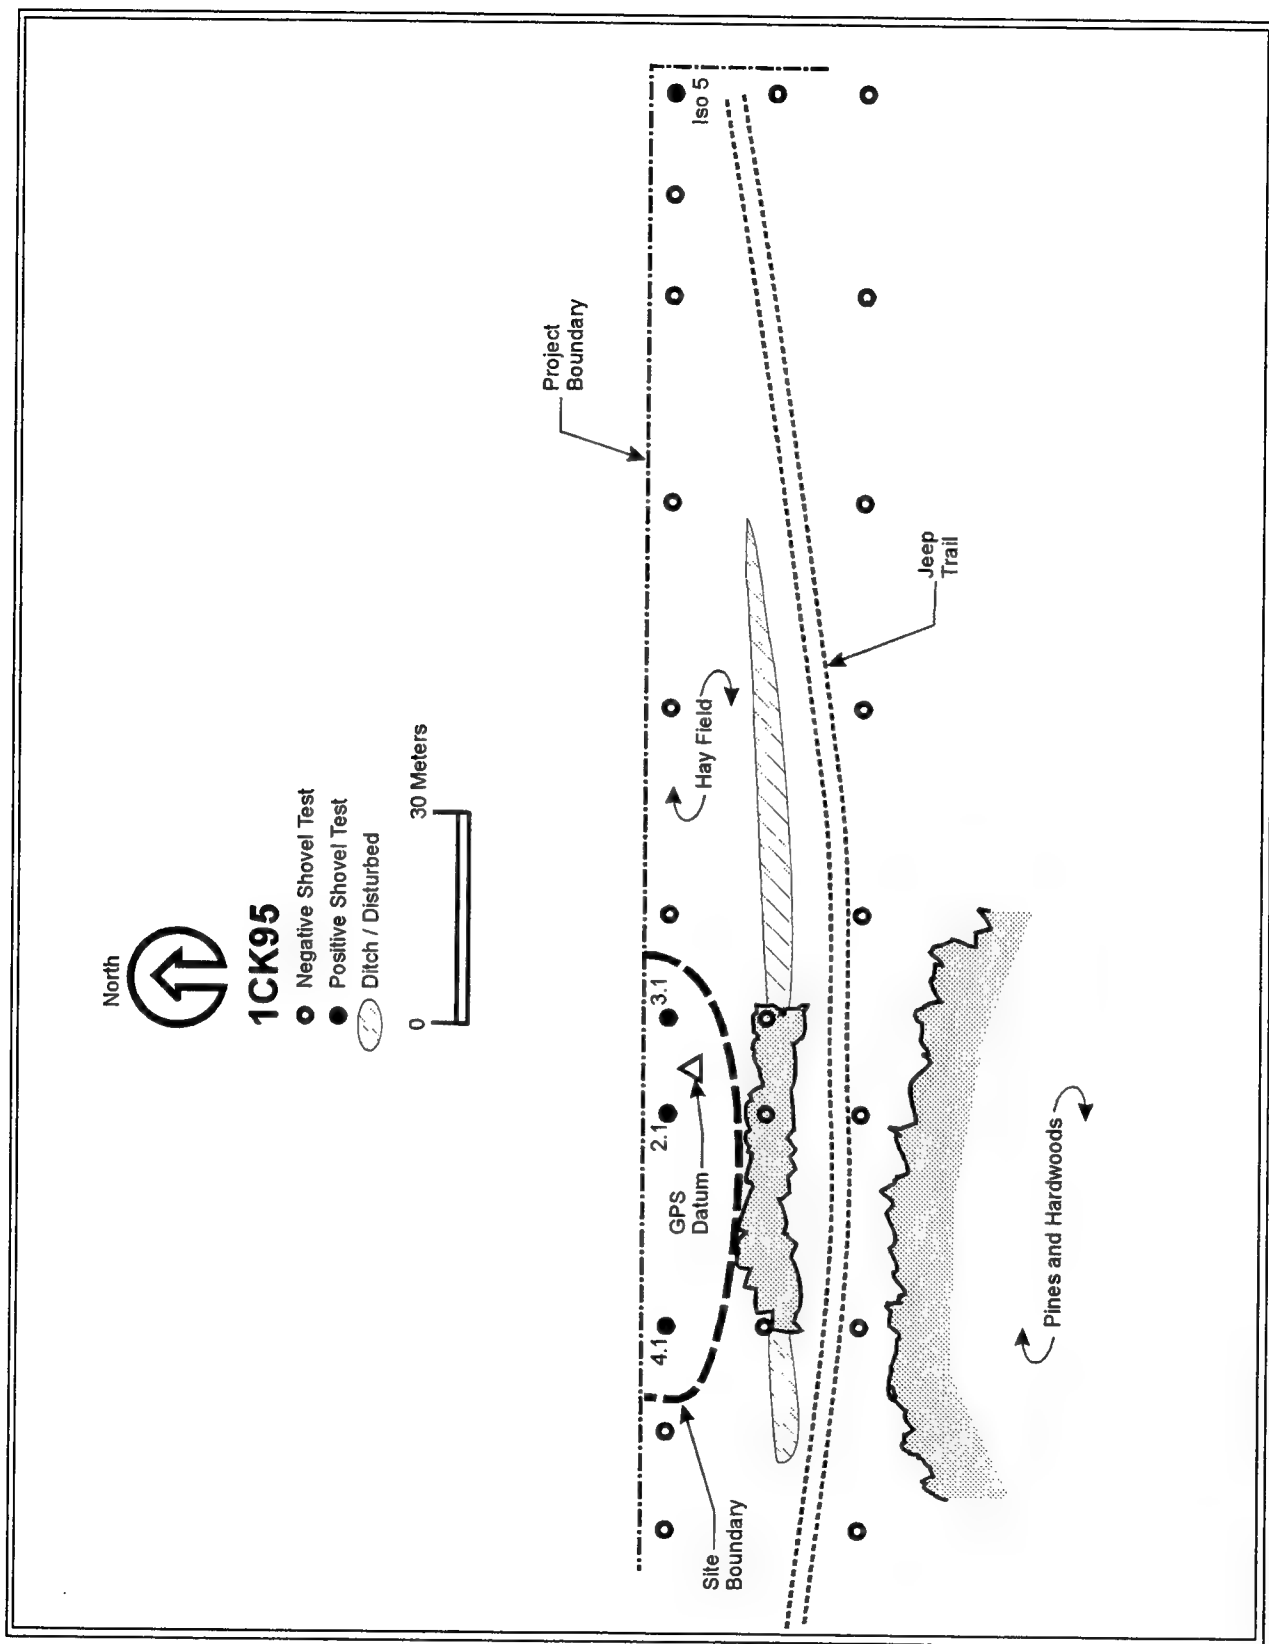 North
1CK95
Negative Shovel Test
Positive Shovel Test
Ditch / Disturbed
0
30 Meters
Project
Boundary
Iso 5
Hay Field
3.1
2.1
4.1
GPS
Datum
Site
Boundary
Jeep
Trail
Pines and Hardwoods